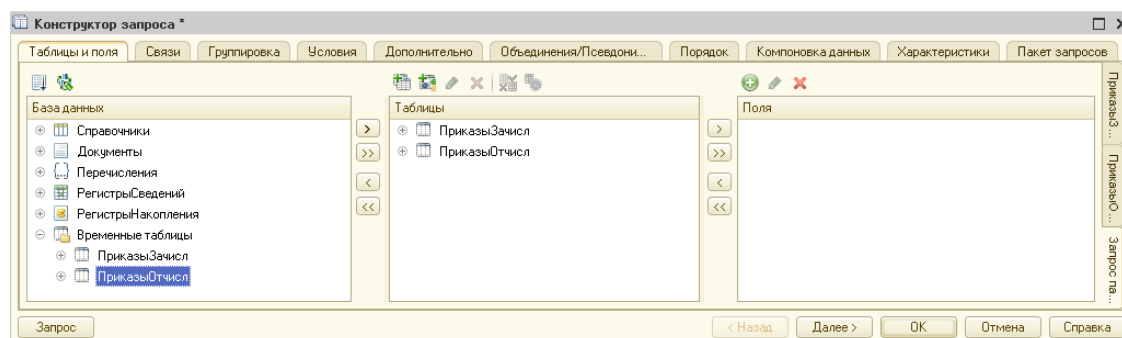 Конструктор запроса *
Таблицы и поля Связи Группировка Условия Дополнительно Объединения/Псевдони... Порядок Компоновка данных Характеристики Пакет запросов
База данных
Справочники
Документы
Перечисления
РегистрыСведений
РегистрыНакопления
Временные таблицы
ПриказыЗачисл
ПриказыОтчисл
Таблицы
ПриказыЗачисл
ПриказыОтчисл
Поля
ПриказыЗ...
ПриказыО...
Запрос па...
Запрос < Назад Далее > ОК Отмена Справка